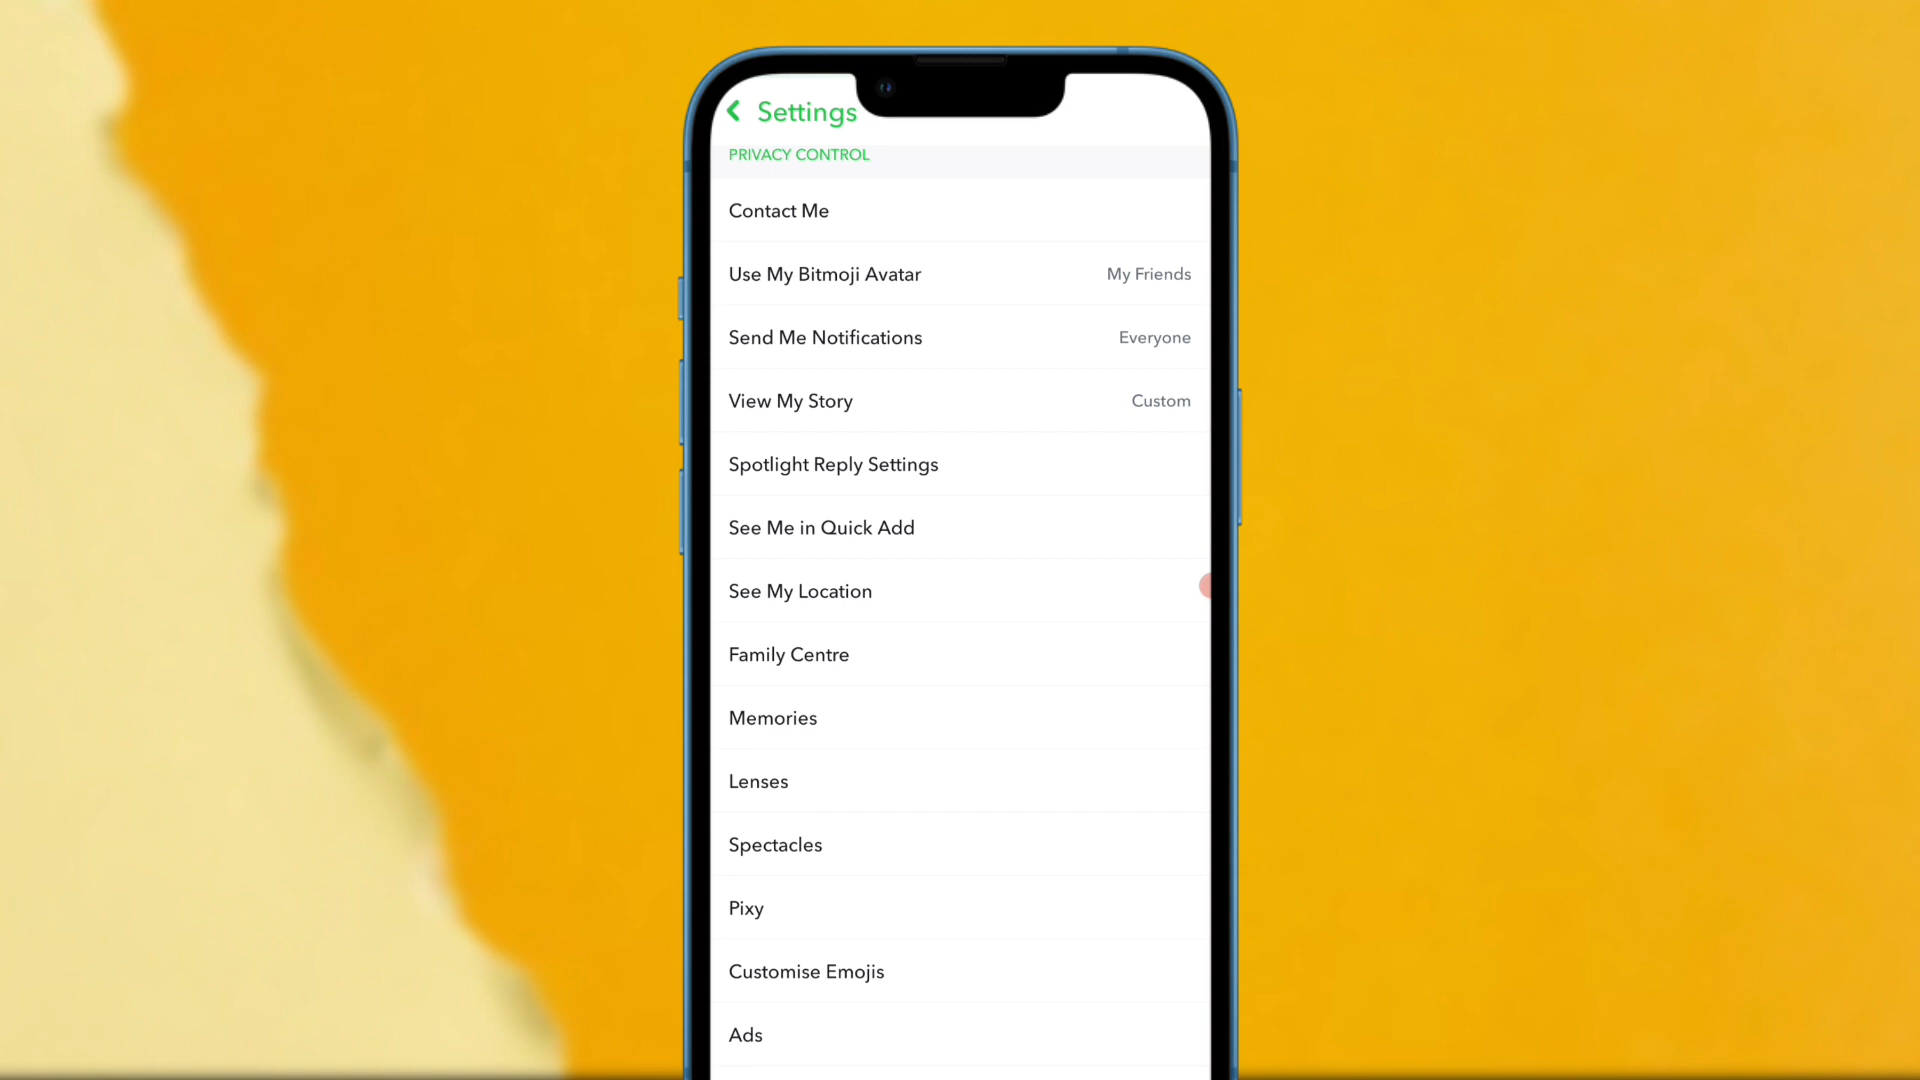 Settings
PRIVACY CONTROL
Contact Me
Use My Bitmoji Avatar My Friends
Send Me Notifications Everyone
View My Story Custom
Spotlight Reply Settings
See Me in Quick Add
See My Location
Family Centre
Memories
Lenses
Spectacles
Pixy
Customise Emojis
Ads